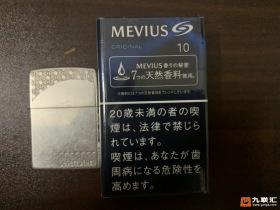 MEVIUS
ORIGINAL
10
MEVIUS香りの秘密
7つの天然香料使用。
20歳未満の者の喫
煙は、法律で禁じら
れています。
喫煙は、あなたが歯
周病になる危険性を
高めます。
九联汇